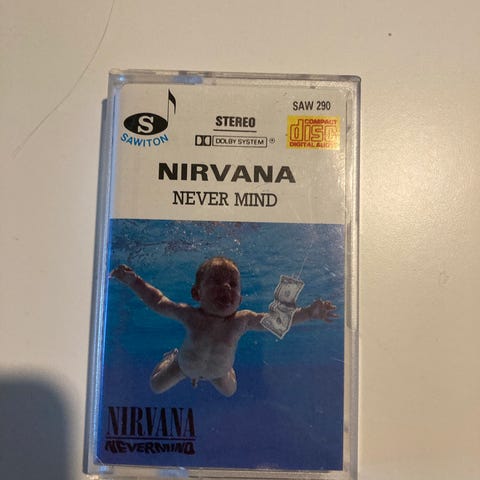 SAW 290
S
SAWITON
STEREO
DOLBY SYSTEM ®
COMPACT
disc
DIGITAL AUDIO
NIRVANA
NEVER MIND
NIRVANA
NEVERMIND